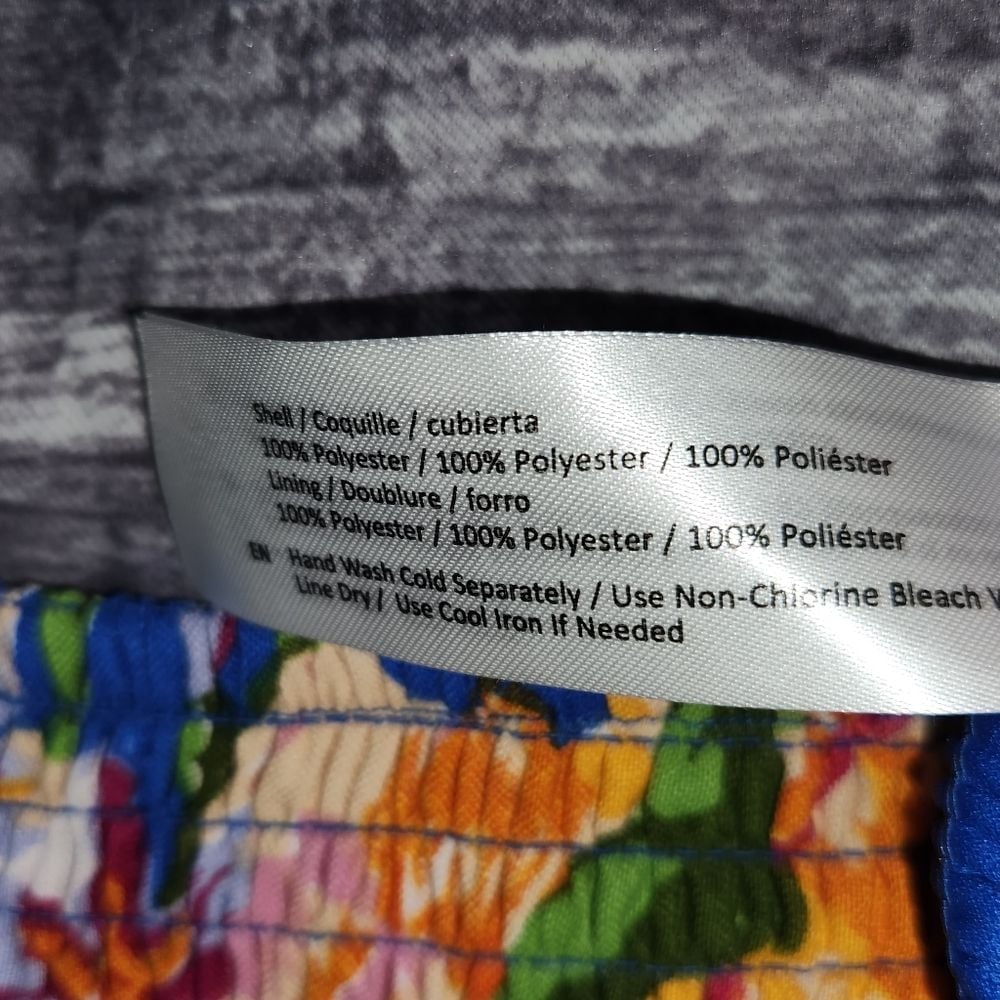 Shell / Coquille / cubierta
100% Polyester / 100% Polyester / 100% Poliéster
Lining / Doublure / forro
100% Polyester / 100% Polyester / 100% Poliéster
EN Hand Wash Cold Separately / Use Non-Chlorine Bleach
Line Dry / Use Cool Iron If Needed